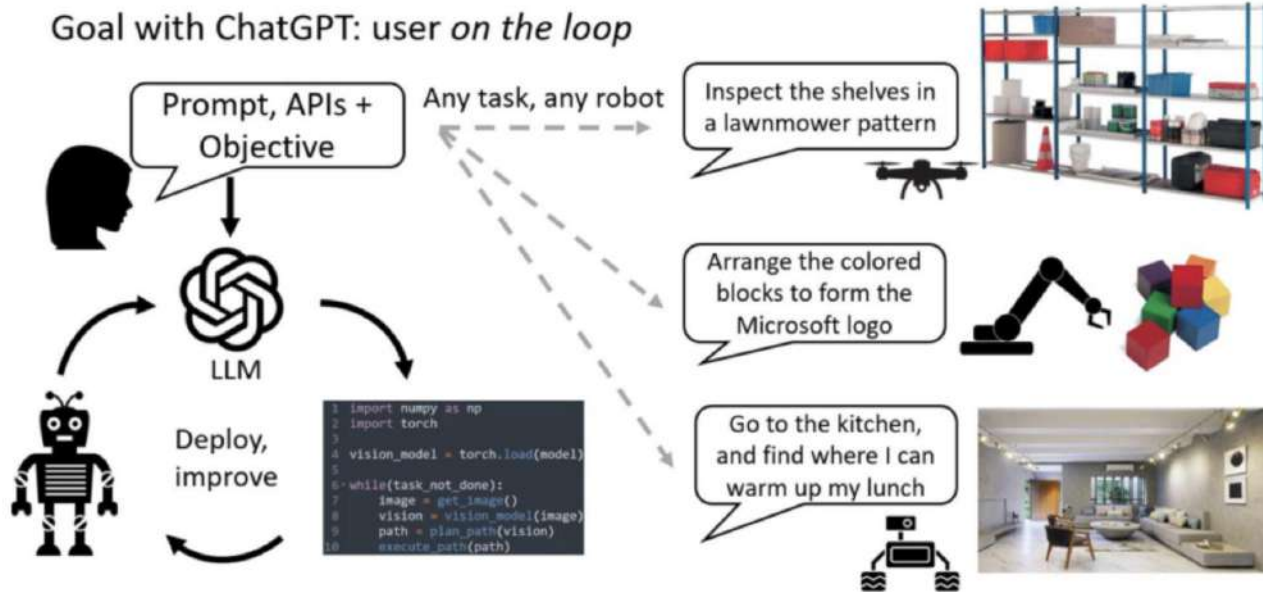 Goal with ChatGPT: user on the loop
Prompt, APIs +
Objective
LLM
Deploy,
improve
1 import numpy as np
2 import torch
3
4 vision_model = torch.load(model)
5
6 while(task_not_done):
7 image = get_image()
8 vision = vision_model(image)
9 path = plan_path(vision)
10 execute_path(path)
Any task, any robot
Inspect the shelves in
a lawnmower pattern
Arrange the colored
blocks to form the
Microsoft logo
Go to the kitchen,
and find where I can
warm up my lunch